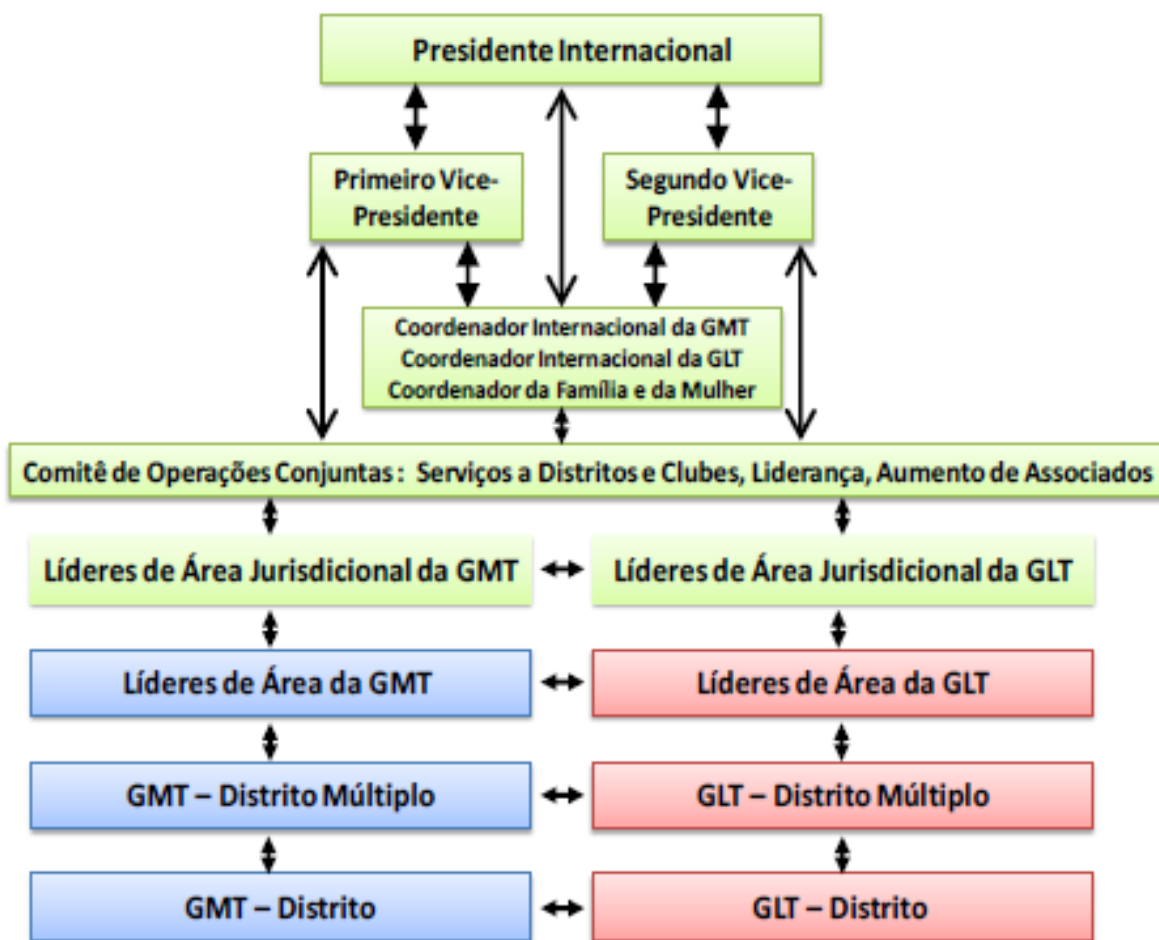 Presidente Internacional
Primeiro Vice-
Presidente
Segundo Vice-
Presidente
Coordenador Internacional da GMT
Coordenador Internacional da GLT
Coordenador da Família e da Mulher
Comitê de Operações Conjuntas : Serviços a Distritos e Clubes, Liderança, Aumento de Associados
Líderes de Área Jurisdicional da GMT
Líderes de Área Jurisdicional da GLT
Líderes de Área da GMT
Líderes de Área da GLT
GMT – Distrito Múltiplo
GLT – Distrito Múltiplo
GMT – Distrito
GLT – Distrito